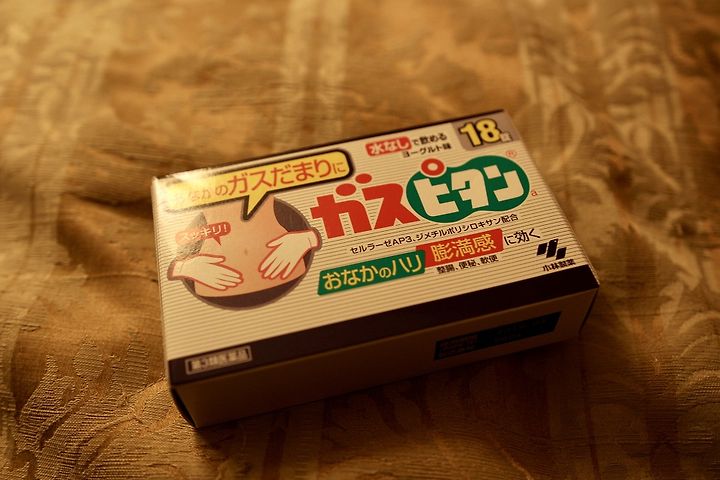 水なしで飲める
ヨーグルト味
18錠
おなかのガスだまりに
スッキリ!
ガスピタン®a
セルラーゼAP3、ジメチルポリシロキサン配合
おなかのハリ 膨満感に効く
整腸、便秘、軟便
小林製薬
第3類医薬品